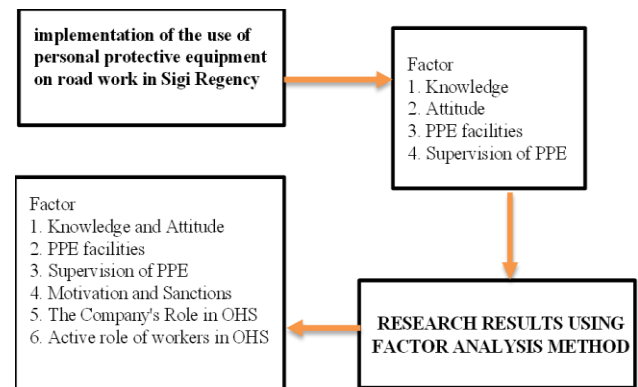 implementation of the use of
personal protective equipment
on road work in Sigi Regency
Factor
1. Knowledge
2. Attitude
3. PPE facilities
4. Supervision of PPE
RESEARCH RESULTS USING
FACTOR ANALYSIS METHOD
Factor
1. Knowledge and Attitude
2. PPE facilities
3. Supervision of PPE
4. Motivation and Sanctions
5. The Company's Role in OHS
6. Active role of workers in OHS